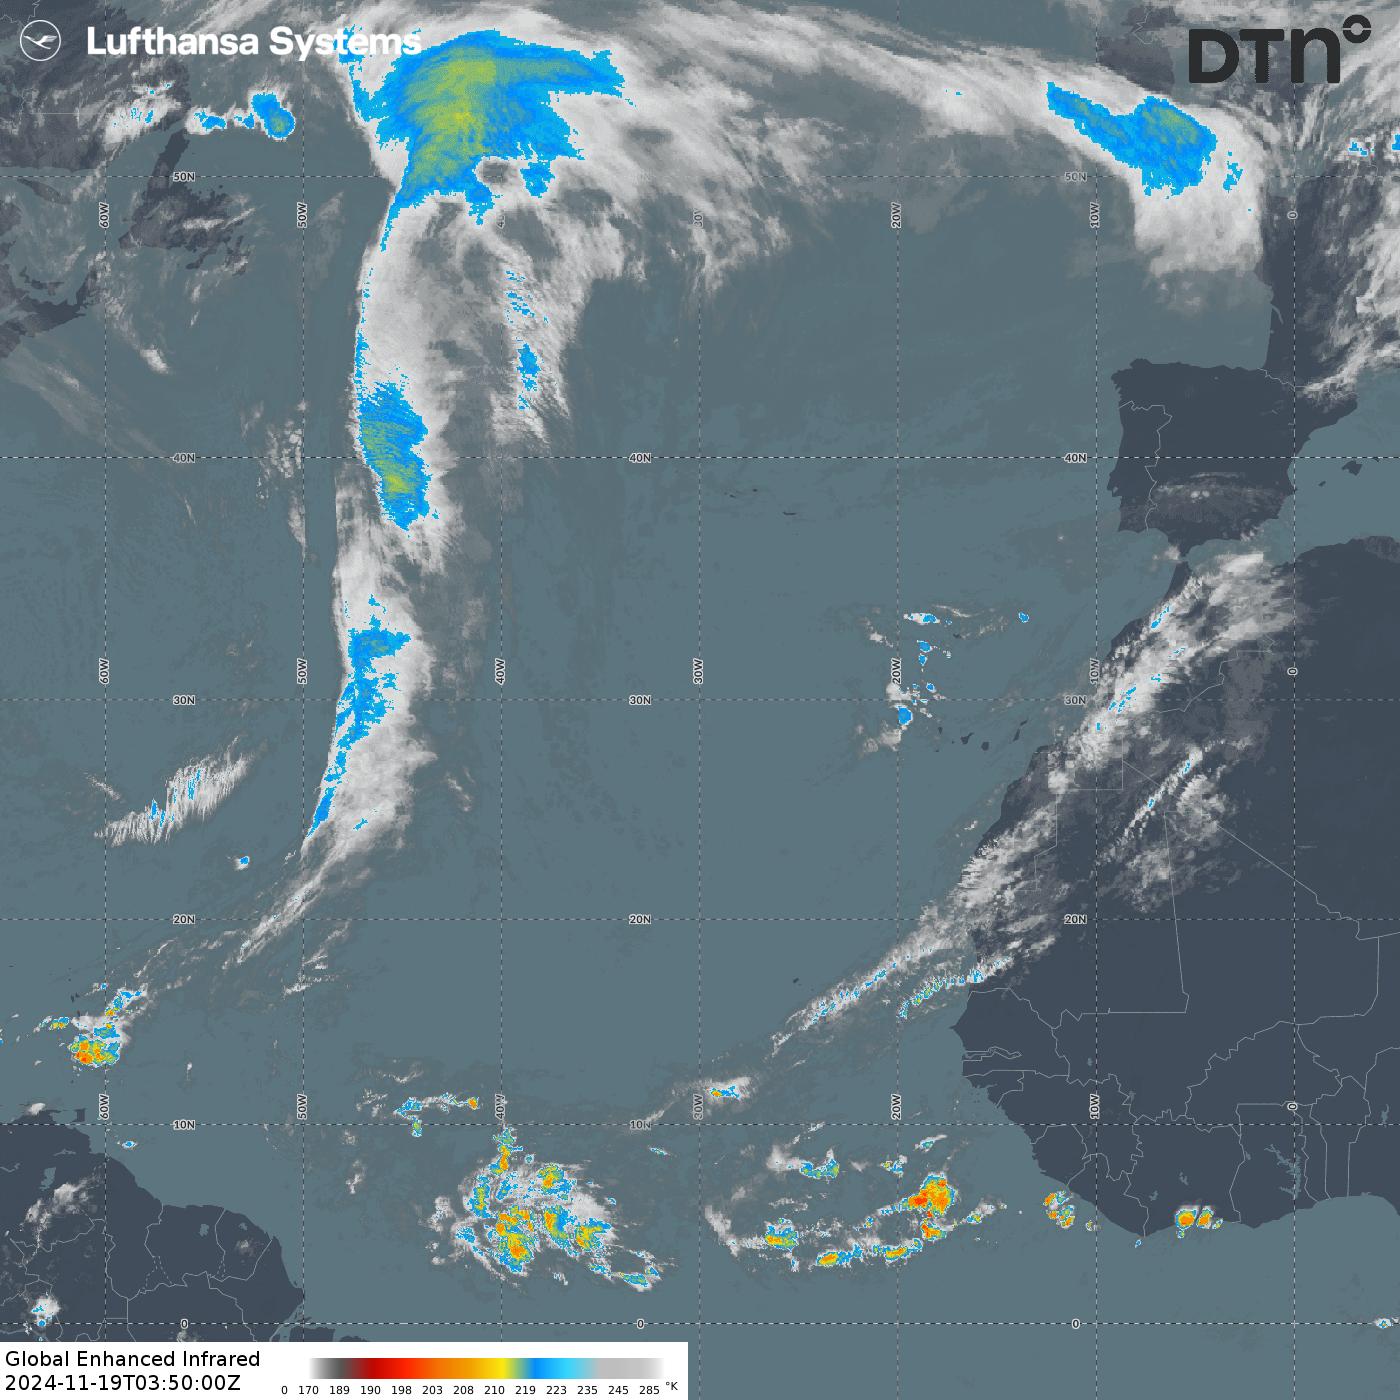 Lufthansa Systems
DTN
50N 50N
60W 50W 30W 20W 10W 0
40N 40N 40N
60W 50W 40W 30W 20W 10W 0
30N 30N
20N 20N 20N
60W 50W 40W 30W 20W 10W 0
10N 10N
0 0 0
Global Enhanced Infrared
2024-11-19T03:50:00Z
0 170 189 190 198 203 208 210 219 223 235 245 285 °K